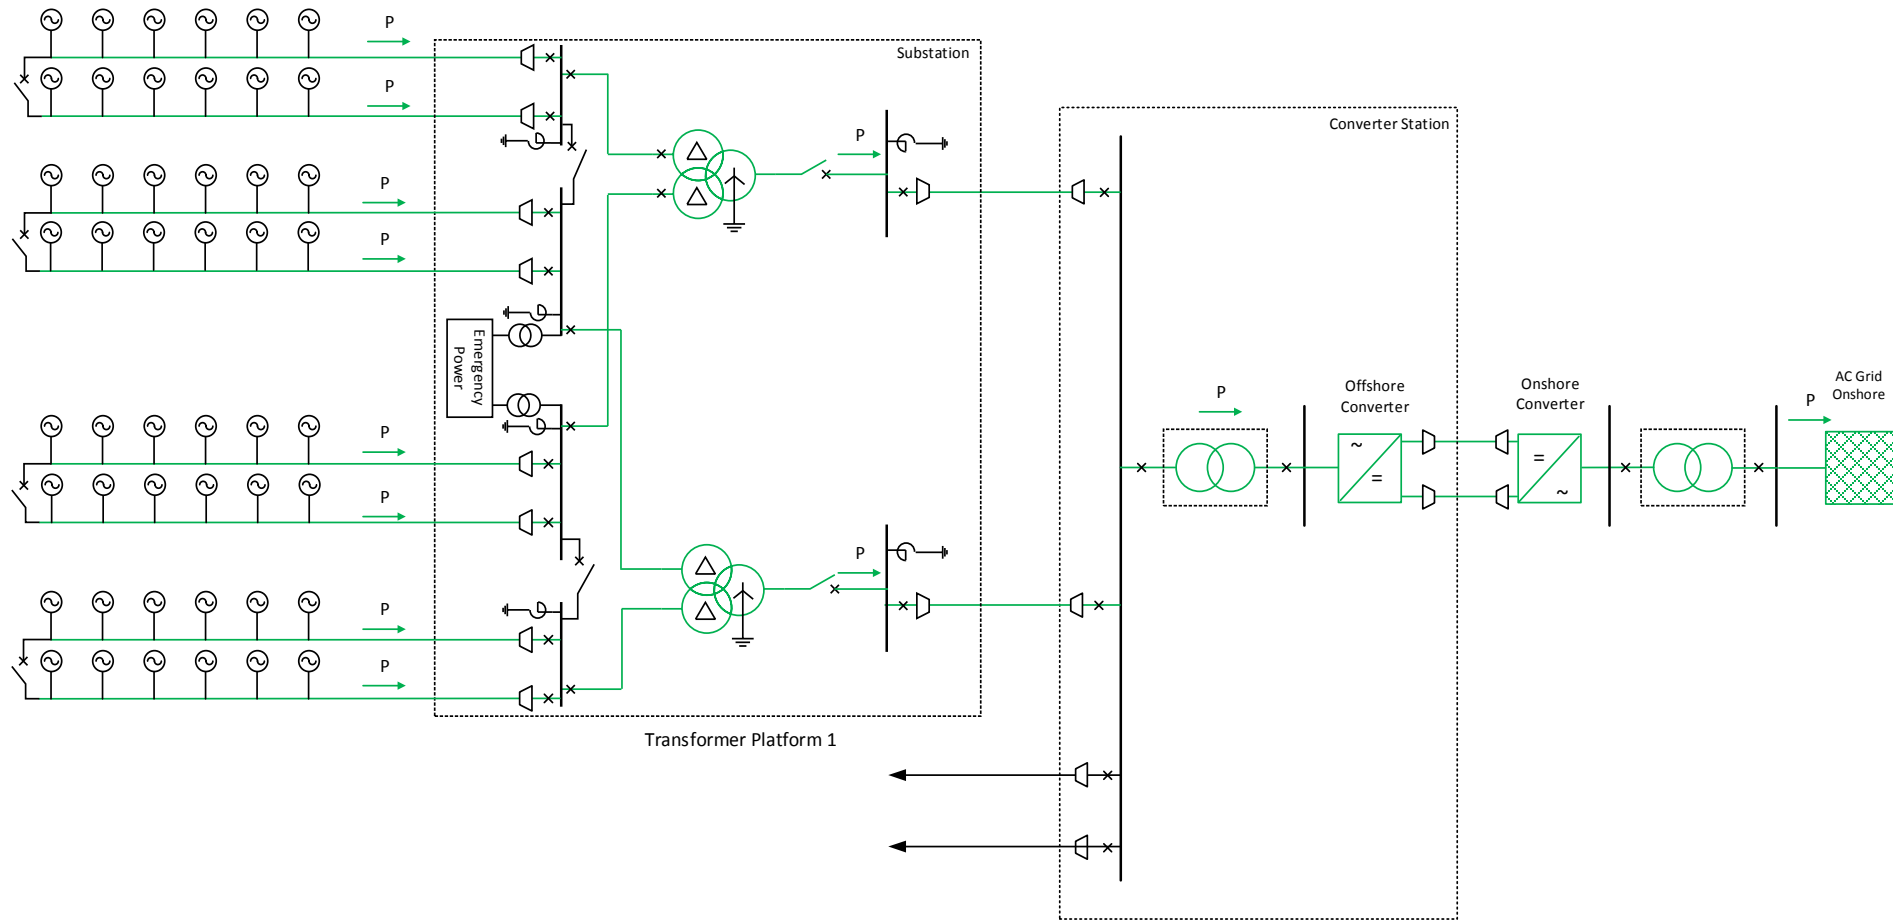 P
Substation
P
Converter Station
P
P
P
P
Emergency
Power
P
P
Offshore
Converter
Onshore
Converter
P
AC Grid
Onshore
P
P
P
P
P
Transformer Platform 1
~
=
=
~